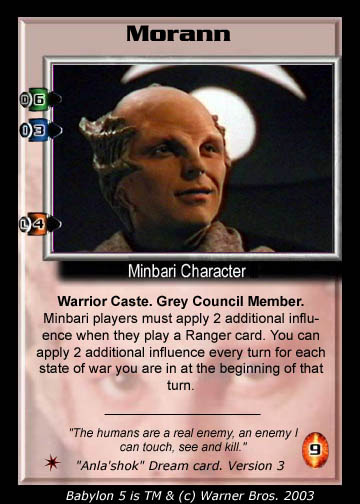 Morann
D 6
I 3
L 4
Minbari Character
Warrior Caste. Grey Council Member.
Minbari players must apply 2 additional influ-
ence when they play a Ranger card. You can
apply 2 additional influence every turn for each
state of war you are in at the beginning of that
turn.
"The humans are a real enemy, an enemy I
can touch, see and kill."
9
"Anla'shok" Dream card. Version 3
Babylon 5 is TM & (c) Warner Bros. 2003